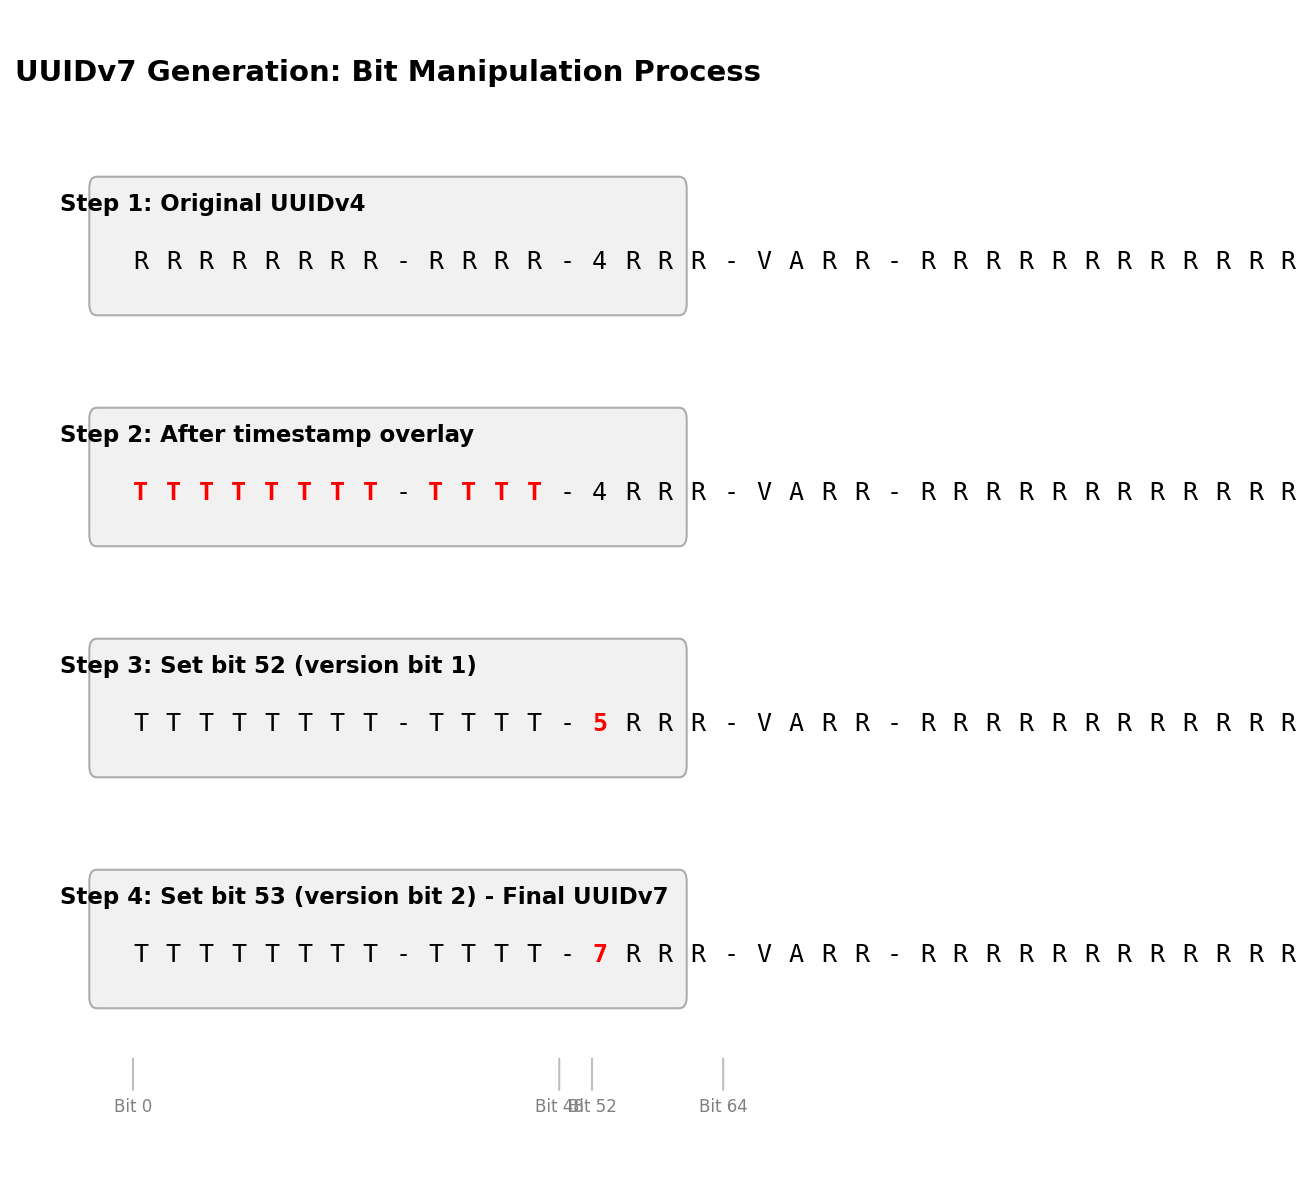 UUIDv7 Generation: Bit Manipulation Process
Step 1: Original UUIDv4
R R R R R R R R - R R R R - 4 R R R - V A R R - R R R R R R R R R R R R
Step 2: After timestamp overlay
T T T T T T T T - T T T T - 4 R R R - V A R R - R R R R R R R R R R R R
Step 3: Set bit 52 (version bit 1)
T T T T T T T T - T T T T - 5 R R R - V A R R - R R R R R R R R R R R R
Step 4: Set bit 53 (version bit 2) - Final UUIDv7
T T T T T T T T - T T T T - 7 R R R - V A R R - R R R R R R R R R R R R
Bit 0 Bit 48 Bit 52 Bit 64